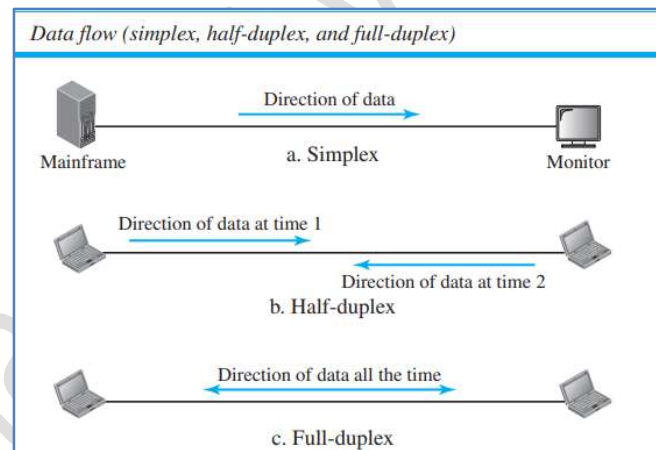 Data flow (simplex, half-duplex, and full-duplex)
Direction of data
Mainframe
a. Simplex
Monitor
Direction of data at time 1
Direction of data at time 2
b. Half-duplex
Direction of data all the time
c. Full-duplex